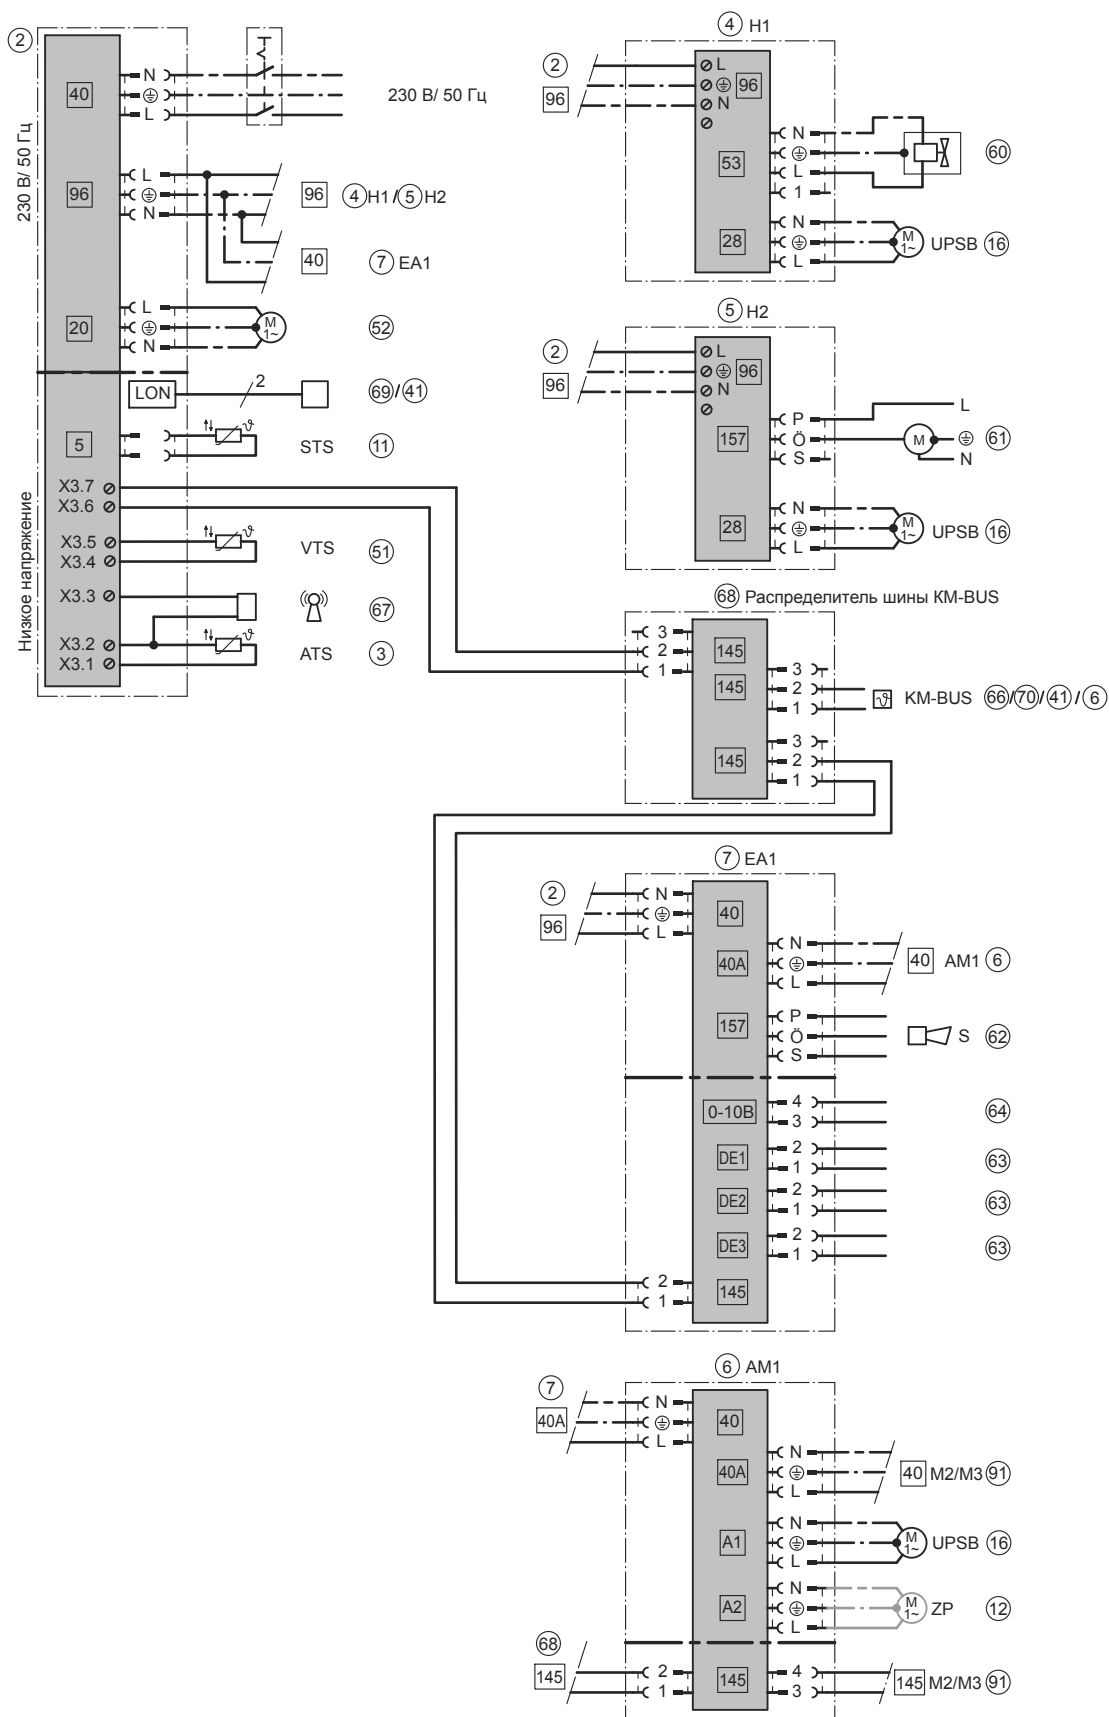 2
230 В/ 50 Гц
40
N
L
230 В/ 50 Гц
96
L
N
96 4 H1/5 H2
40 7 EA1
20
L
N
M
1~
52
LON
2
69/41
5
ϑ
STS 11
Низкое напряжение
X3.7
X3.6
X3.5
X3.4
ϑ
VTS 51
X3.3
67
X3.2
X3.1
ϑ
ATS 3
4 H1
2
96
L
N
96
53
N
L
1
60
28
N
L
M
1~
UPSB 16
5 H2
2
96
L
N
96
157
P
Ö
S
L
M
N
61
28
N
L
M
1~
UPSB 16
68 Распределитель шины KM-BUS
3
2
1
145
145
3
2
1
ϑ KM-BUS 66/70/41/6
145
3
2
1
7 EA1
2
96
N
L
40
40A
N
L
40 AM1 6
157
P
Ö
S
S 62
0-10В
4
3
64
DE1
2
1
63
DE2
2
1
63
DE3
2
1
63
2
1
145
6 AM1
7
40A
N
L
40
40A
N
L
40 M2/M3 91
A1
N
L
M
1~
UPSB 16
A2
N
L
M
1~
ZP 12
68
145
2
1
145
4
3
145 M2/M3 91